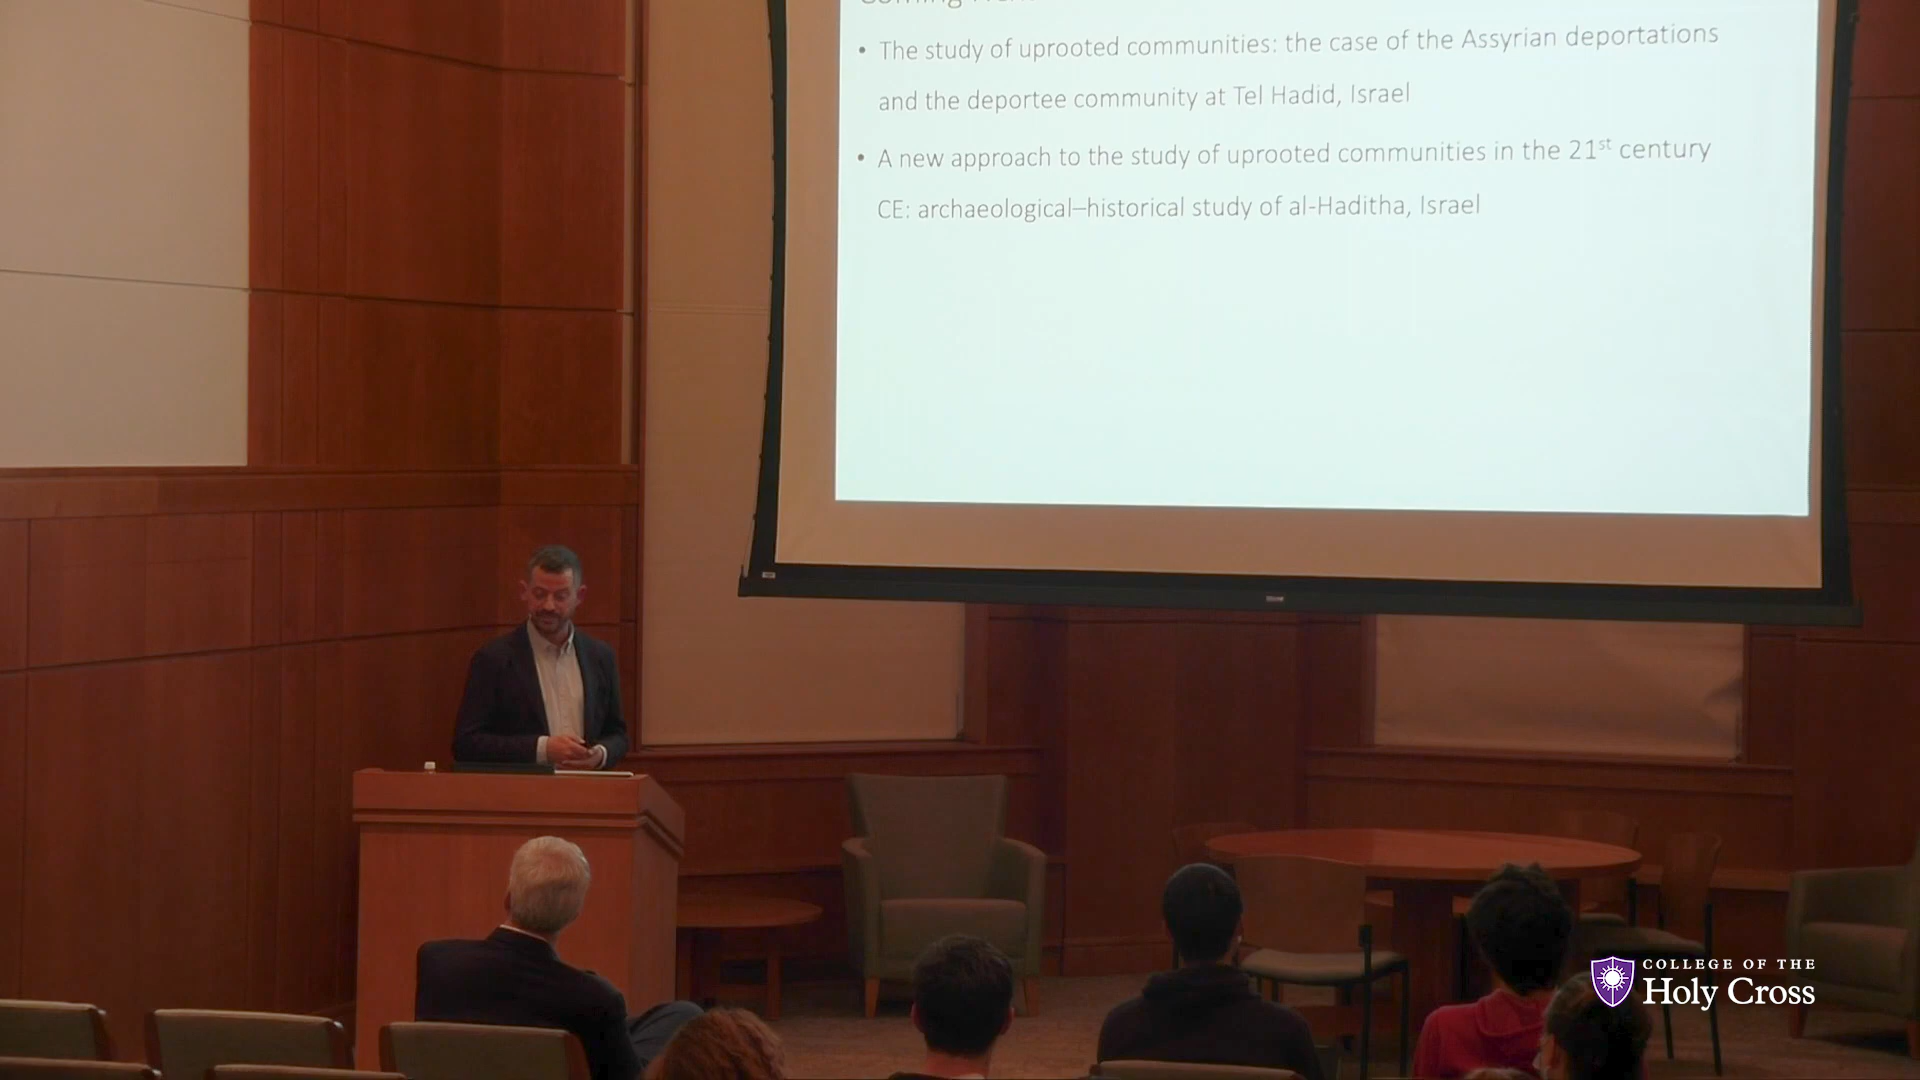 Coming Next
• The study of uprooted communities: the case of the Assyrian deportations
and the deportee community at Tel Hadid, Israel
• A new approach to the study of uprooted communities in the 21st century
CE: archaeological–historical study of al-Haditha, Israel
COLLEGE OF THE
Holy Cross